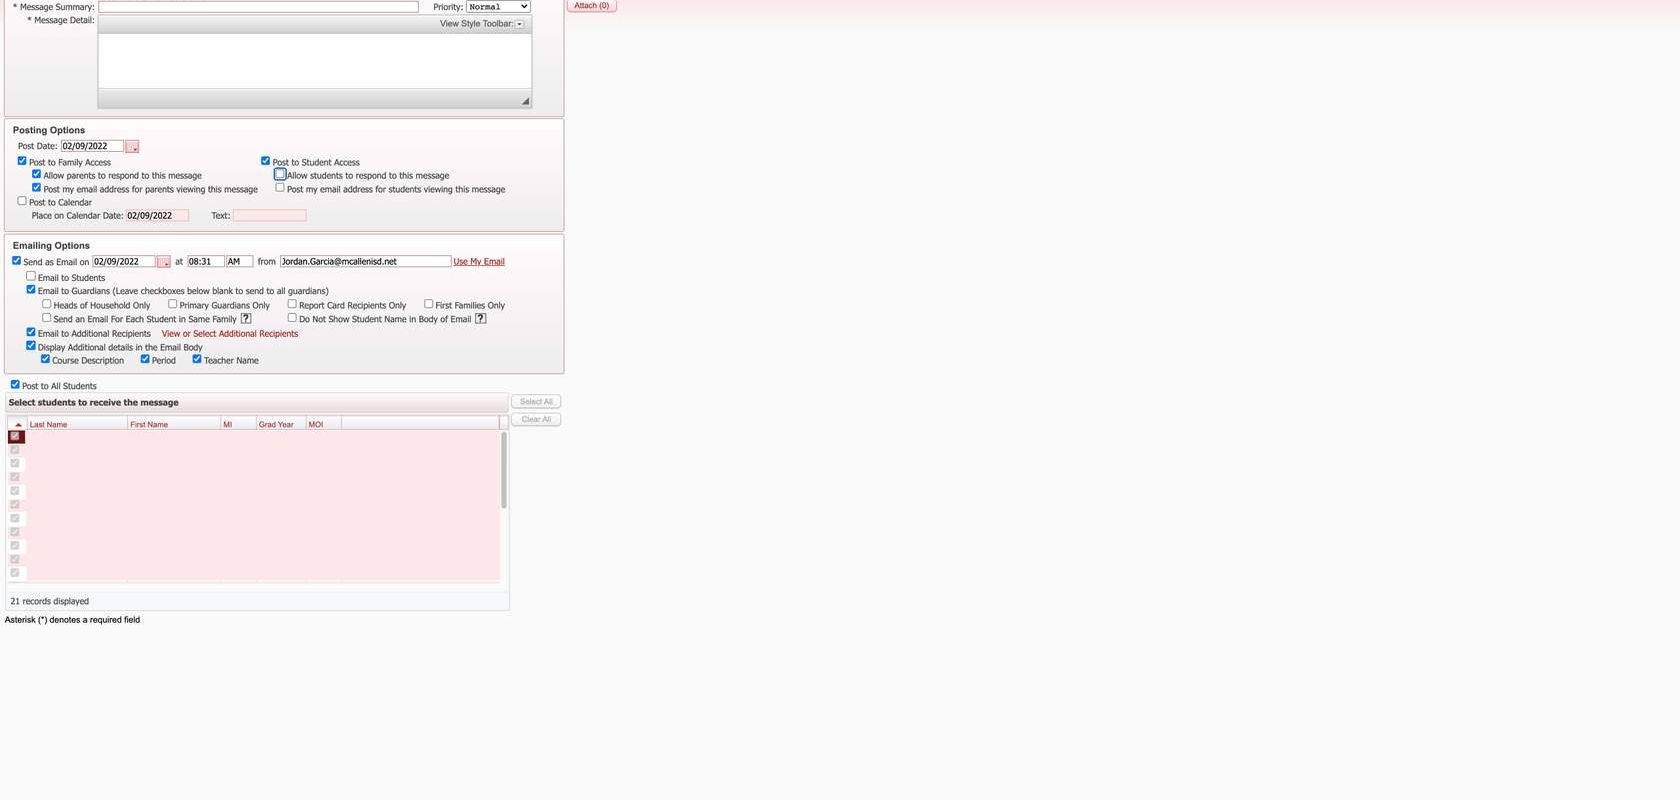 * Message Summary: Priority: Normal Attach (0)
* Message Detail: View Style Toolbar:
Posting Options
Post Date: 02/09/2022
Post to Family Access Post to Student Access
Allow parents to respond to this message Allow students to respond to this message
Post my email address for parents viewing this message Post my email address for students viewing this message
Post to Calendar
Place on Calendar Date: 02/09/2022 Text:
Emailing Options
Send as Email on 02/09/2022 at 08:31 AM from Jordan.Garcia@mcallenisd.net Use My Email
Email to Students
Email to Guardians (Leave checkboxes below blank to send to all guardians)
Heads of Household Only Primary Guardians Only Report Card Recipients Only First Families Only
Send an Email For Each Student in Same Family ? Do Not Show Student Name in Body of Email ?
Email to Additional Recipients View or Select Additional Recipients
Display Additional details in the Email Body
Course Description Period Teacher Name
Post to All Students
Select students to receive the message Select All
Clear All
Last Name First Name MI Grad Year MOI
21 records displayed
Asterisk (*) denotes a required field